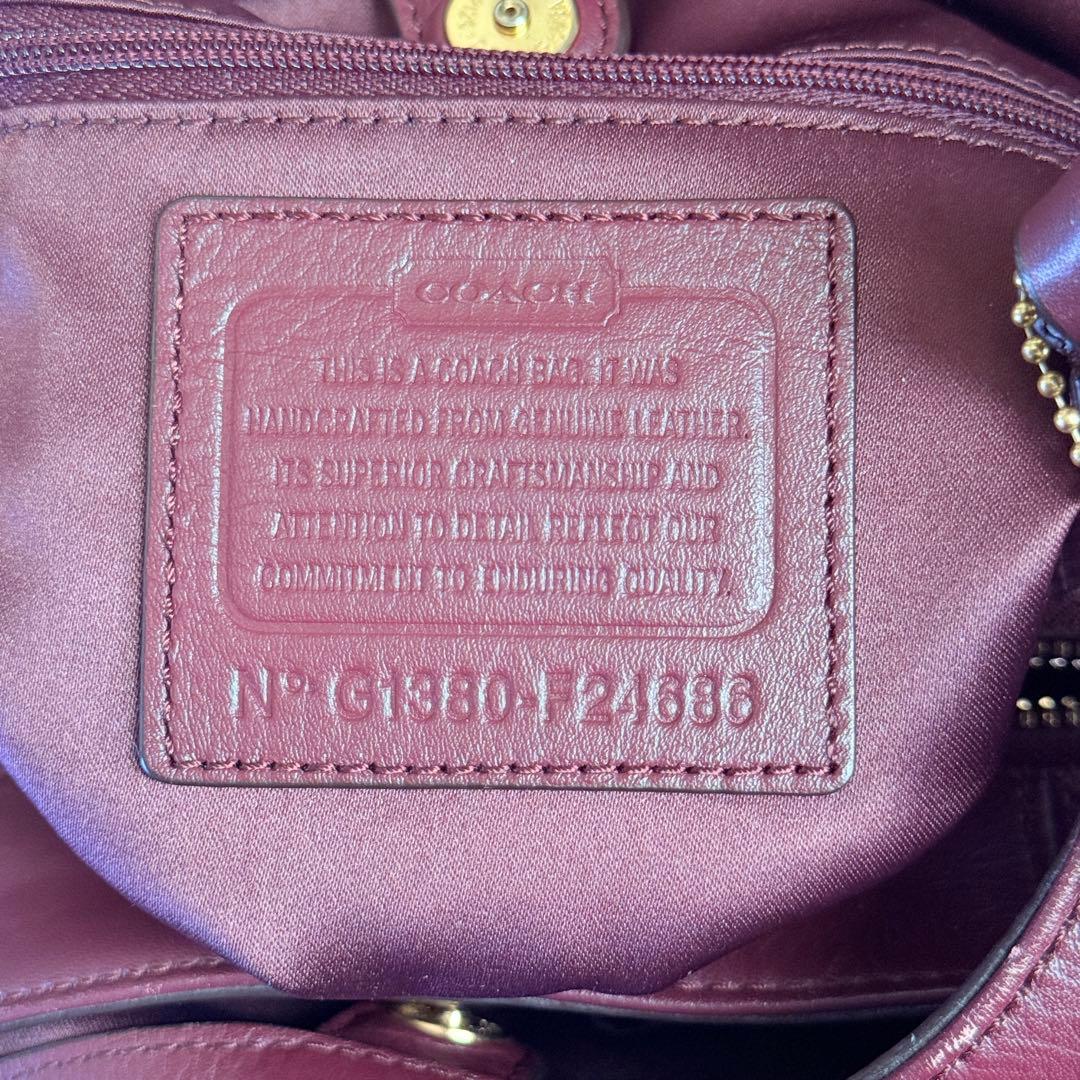 COACH
THIS IS A COACH BAG. IT WAS
HANDCRAFTED FROM GENUINE LEATHER.
ITS SUPERIOR CRAFTSMANSHIP AND
ATTENTION TO DETAIL REFLECT OUR
COMMITMENT TO ENDURING QUALITY.
Nº G1380-F24686